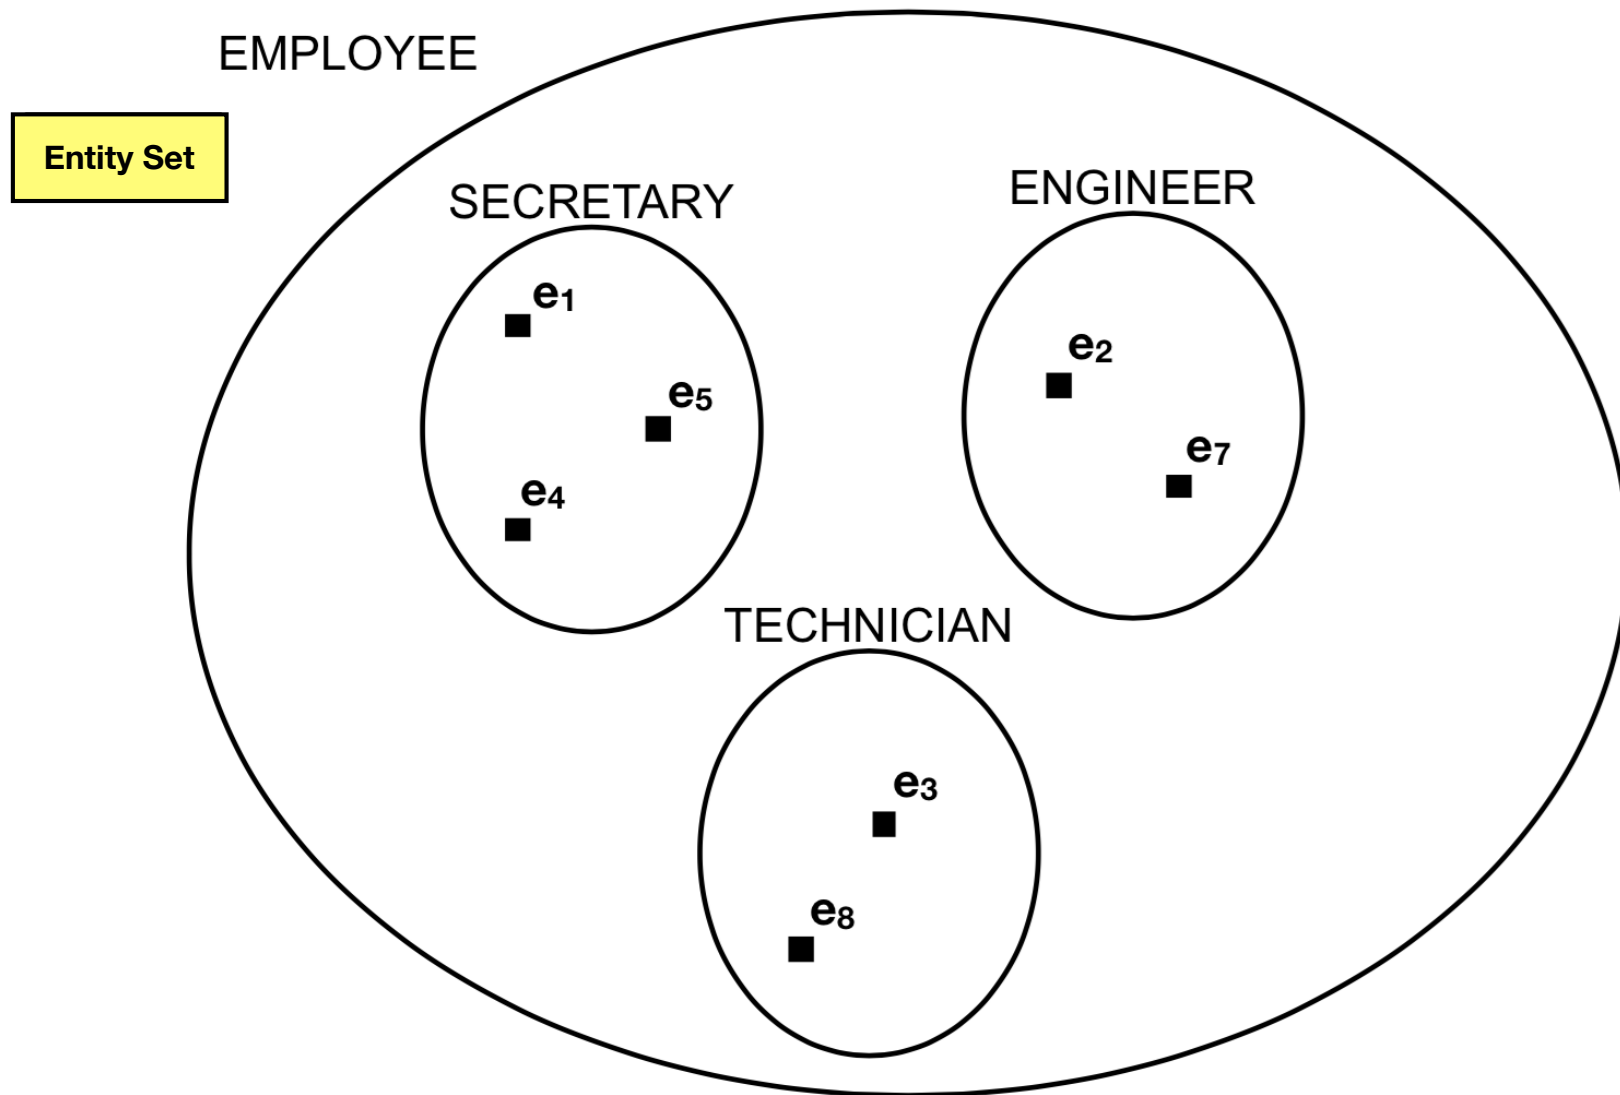 EMPLOYEE
Entity Set
SECRETARY
ENGINEER
e1
e2
e5
e7
e4
TECHNICIAN
e3
e8